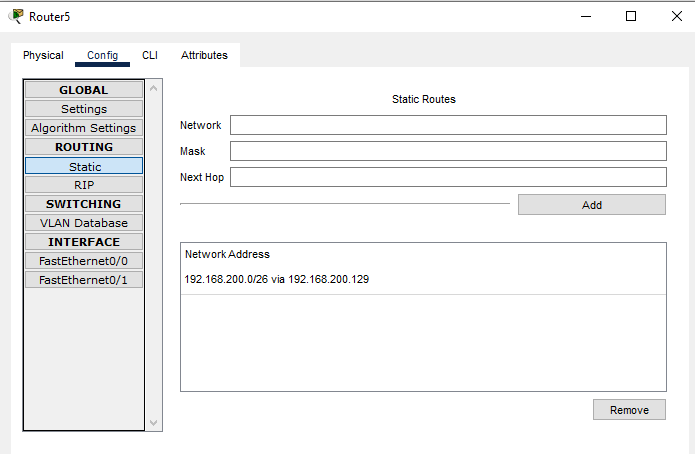 Router5
Physical Config CLI Attributes
GLOBAL
Settings
Algorithm Settings
ROUTING
Static
RIP
SWITCHING
VLAN Database
INTERFACE
FastEthernet0/0
FastEthernet0/1
Static Routes
Network
Mask
Next Hop
Add
Network Address
192.168.200.0/26 via 192.168.200.129
Remove